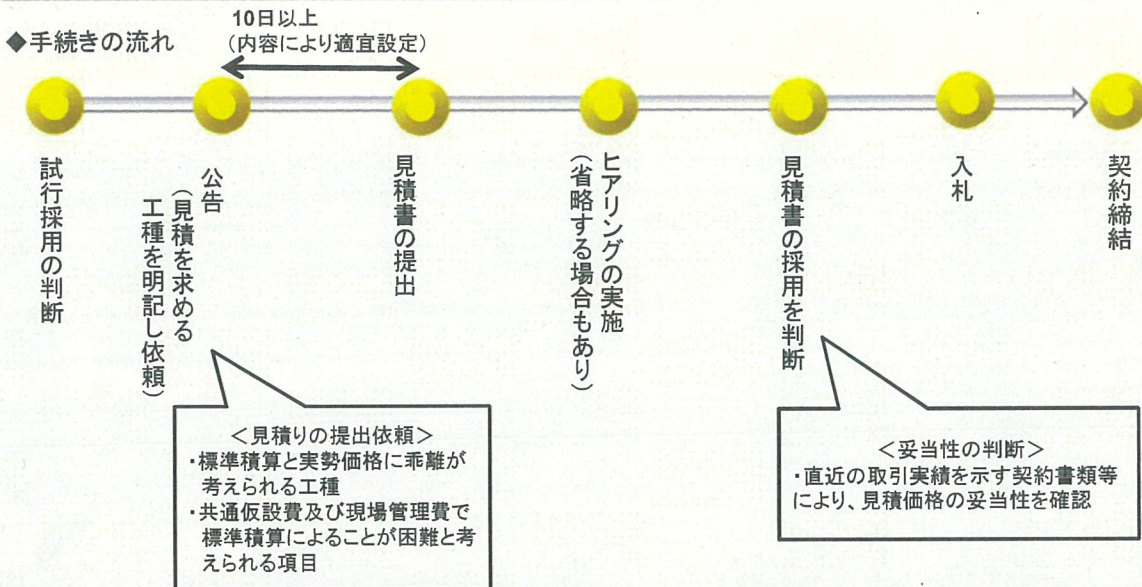 ◆手続きの流れ
10日以上
（内容により適宜設定）
試行採用の判断
公告
（見積を求める
工種を明記し依頼）
見積書の提出
ヒアリングの実施
（省略する場合もあり）
見積書の採用を判断
入札
契約締結
＜見積りの提出依頼＞
・標準積算と実勢価格に乖離が
考えられる工種
・共通仮設費及び現場管理費で
標準積算によることが困難と考
えられる項目
＜妥当性の判断＞
・直近の取引実績を示す契約書類等
により、見積価格の妥当性を確認